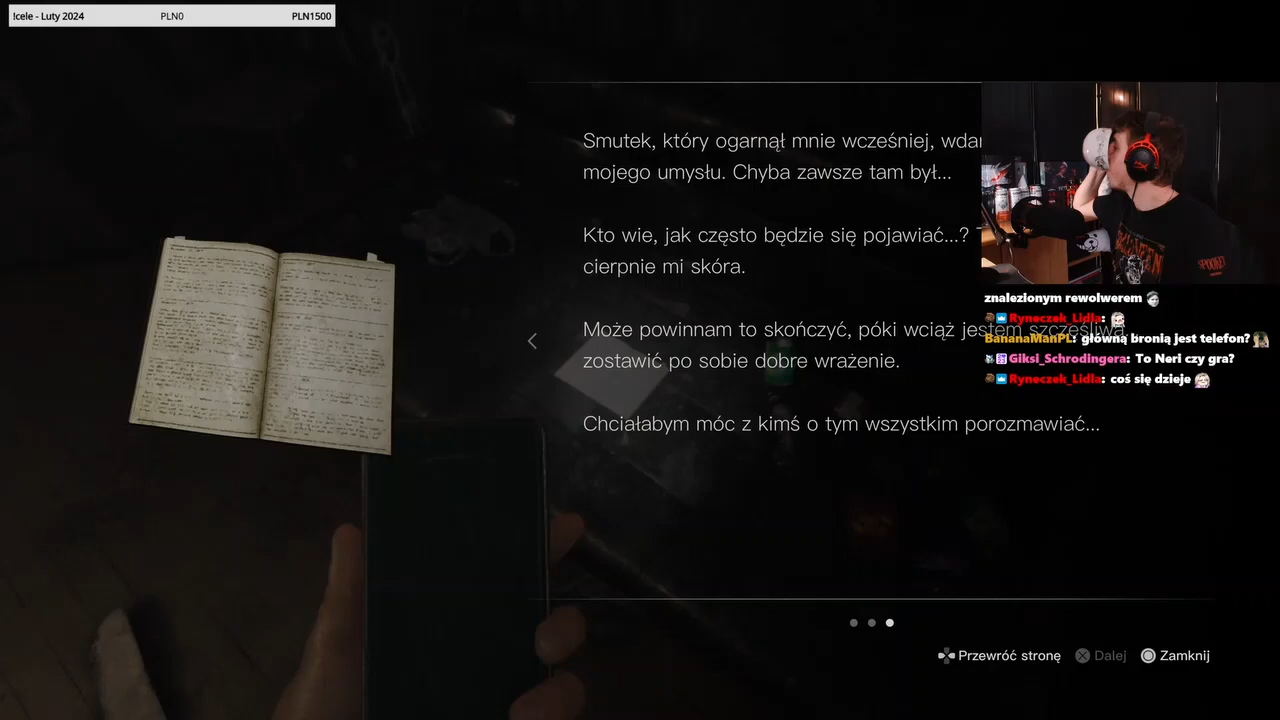 !cele - Luty 2024 PLN0 PLN1500
Smutek, który ogarnął mnie wcześniej, wdar
mojego umysłu. Chyba zawsze tam był...
Kto wie, jak często będzie się pojawiać...?
cierpnie mi skóra.
Może powinnam to skończyć, póki wciąż jestem szczęśliwa
zostawić po sobie dobre wrażenie.
Chciałabym móc z kimś o tym wszystkim porozmawiać...
znalezionym rewolwerem
Ryneczek_Lidla:
BananaManPL: główną bronią jest telefon?
Giksi_Schrodingera: To Neri czy gra?
Ryneczek_Lidla: coś się dzieje
Przewróć stronę Dalej Zamknij